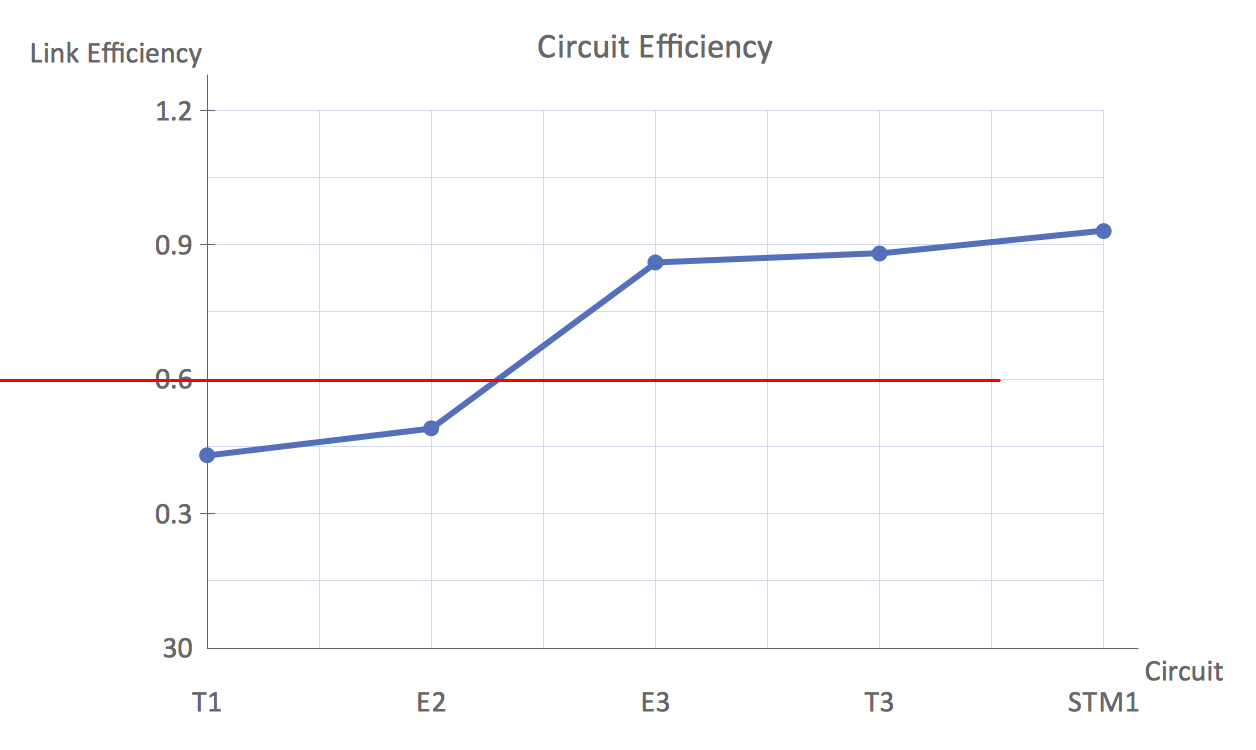 Link Efficiency
Circuit Efficiency
1.2
0.9
0.6
0.3
30
Circuit
T1 E2 E3 T3 STM1